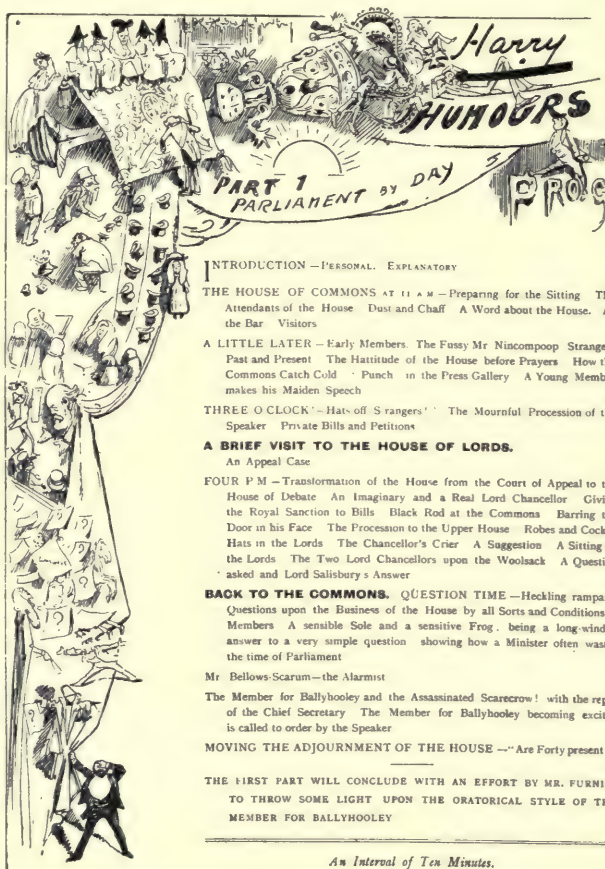 Harry
HUMOURS
PROG
PART 1
PARLIAMENT BY DAY
INTRODUCTION—PERSONAL. EXPLANATORY
THE HOUSE OF COMMONS AT 11 A M—Preparing for the Sitting Th
Attendants of the House Dust and Chaff A Word about the House. A
the Bar Visitors
A LITTLE LATER—Early Members. The Fussy Mr Nincompoop Strange
Past and Present The Hattitude of the House before Prayers How th
Commons Catch Cold Punch in the Press Gallery A Young Memb
makes his Maiden Speech
THREE O CLOCK—Hats off S rangers' The Mournful Procession of t
Speaker Private Bills and Petitions
A BRIEF VISIT TO THE HOUSE OF LORDS.
An Appeal Case
FOUR P M—Transformation of the House from the Court of Appeal to t
House of Debate An Imaginary and a Real Lord Chancellor Givi
the Royal Sanction to Bills Black Rod at the Commons Barring t
Door in his Face The Procession to the Upper House Robes and Cock
Hats in the Lords The Chancellor's Crier A Suggestion A Sitting
the Lords The Two Lord Chancellors upon the Woolsack A Questi
asked and Lord Salisbury s Answer
BACK TO THE COMMONS. QUESTION TIME—Heckling rampa
Questions upon the Business of the House by all Sorts and Conditions
Members A sensible Sole and a sensitive Frog. being a long-wind
answer to a very simple question showing how a Minister often wast
the time of Parliament
Mr Bellows-Scarum—the Alarmist
The Member for Ballyhooley and the Assassinated Scarecrow! with the rep
of the Chief Secretary The Member for Ballyhooley becoming excit
is called to order by the Speaker
MOVING THE ADJOURNMENT OF THE HOUSE—"Are Forty present
THE FIRST PART WILL CONCLUDE WITH AN EFFORT BY MR. FURNI
TO THROW SOME LIGHT UPON THE ORATORICAL STYLE OF T
MEMBER FOR BALLYHOOLEY
An Interval of Ten Minutes.